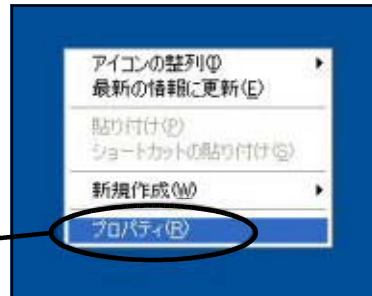 アイコンの整列(I)
最新の情報に更新(E)
貼り付け(P)
ショートカットの貼り付け(S)
新規作成(W)
プロパティ(R)